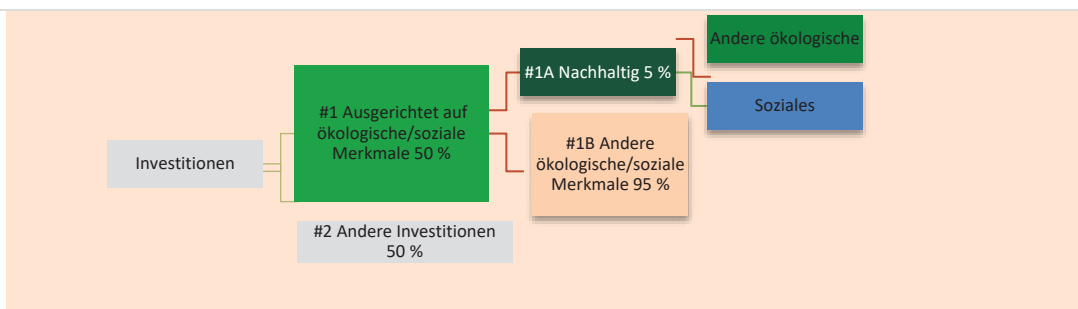 Investitionen
#1 Ausgerichtet auf
ökologische/soziale
Merkmale 50 %
#2 Andere Investitionen
50 %
#1A Nachhaltig 5 %
#1B Andere
ökologische/soziale
Merkmale 95 %
Andere ökologische
Soziales